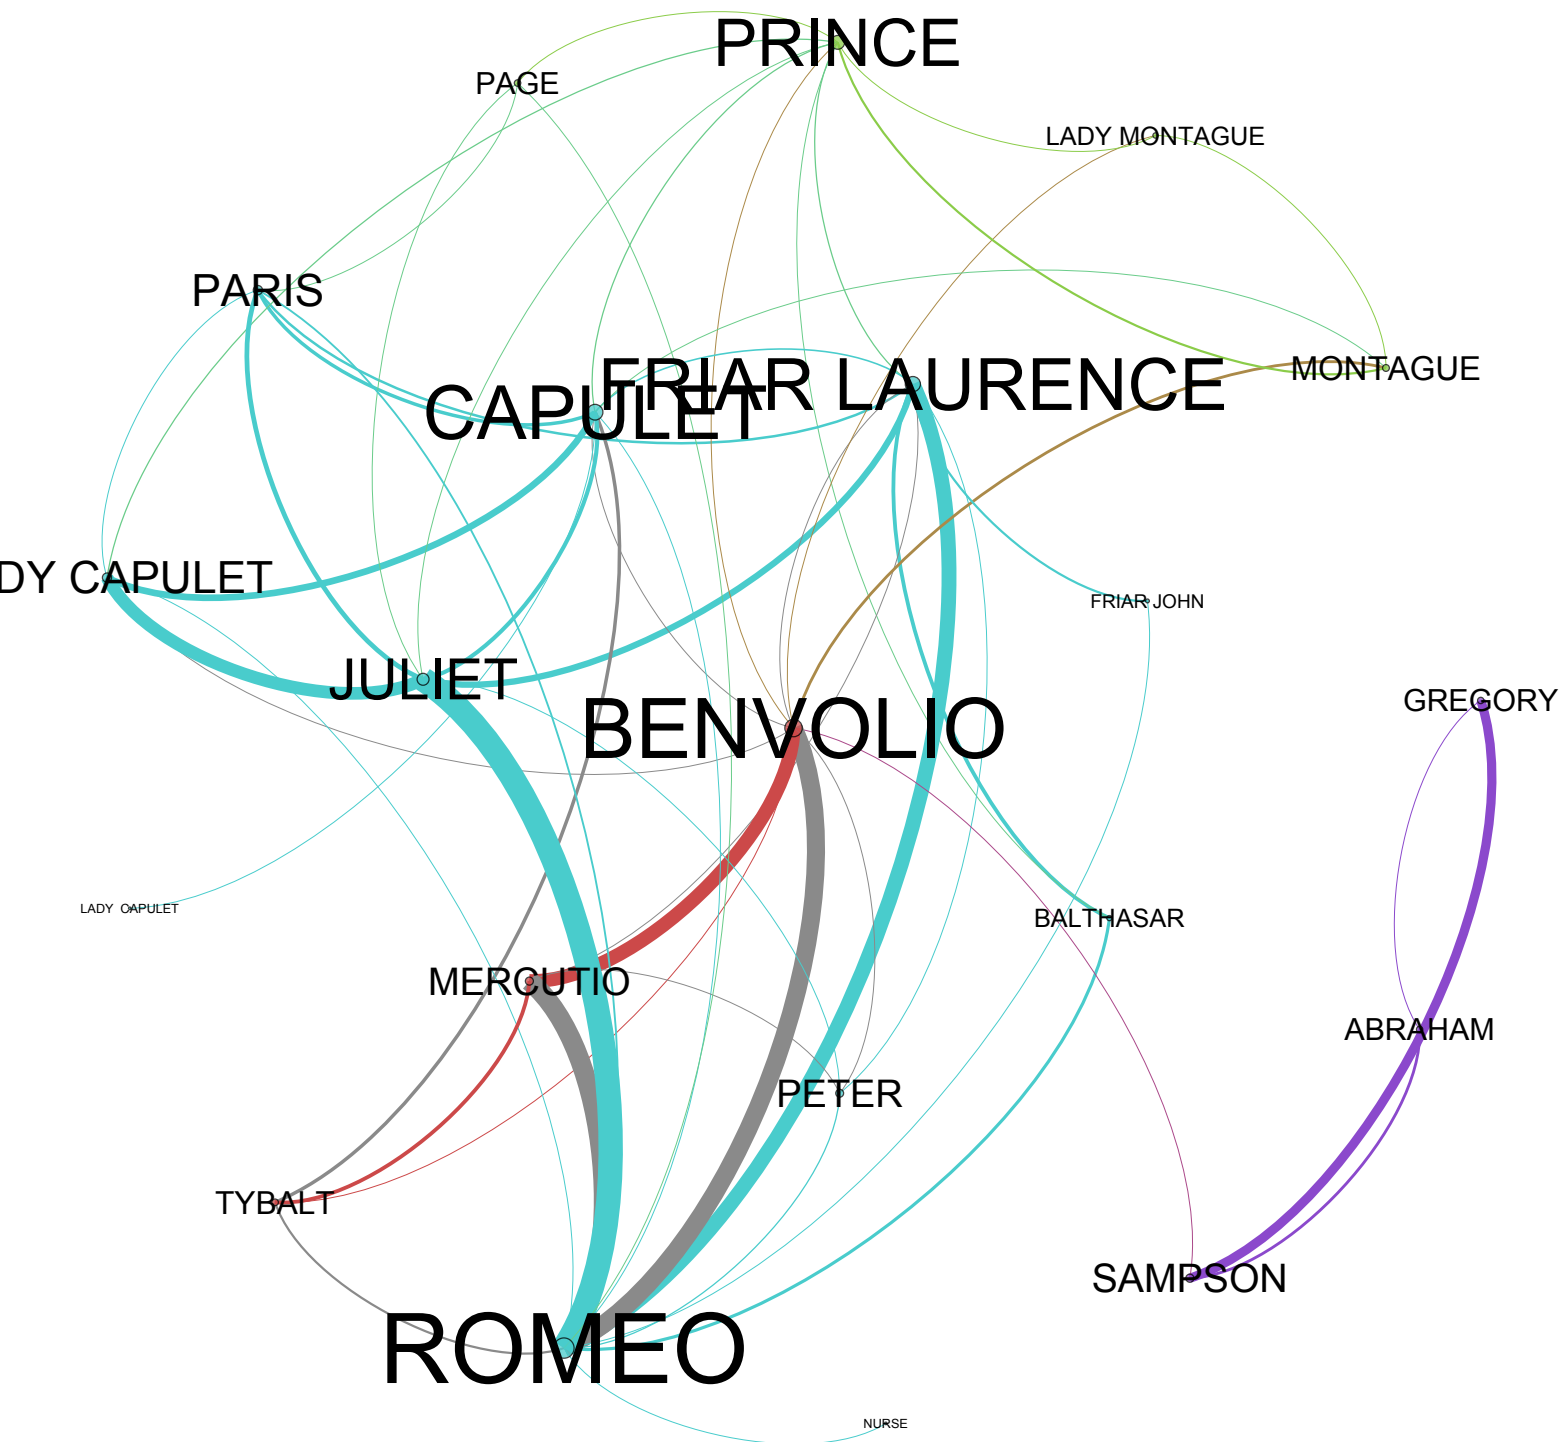 PRINCE
PAGE
LADY MONTAGUE
PARIS
MONTAGUE
FRIAR LAURENCE
CAPULET
DY CAPULET
FRIAR JOHN
JULIET
GREGORY
BENVOLIO
LADY  CAPULET
BALTHASAR
MERCUTIO
ABRAHAM
PETER
TYBALT
SAMPSON
ROMEO
NURSE